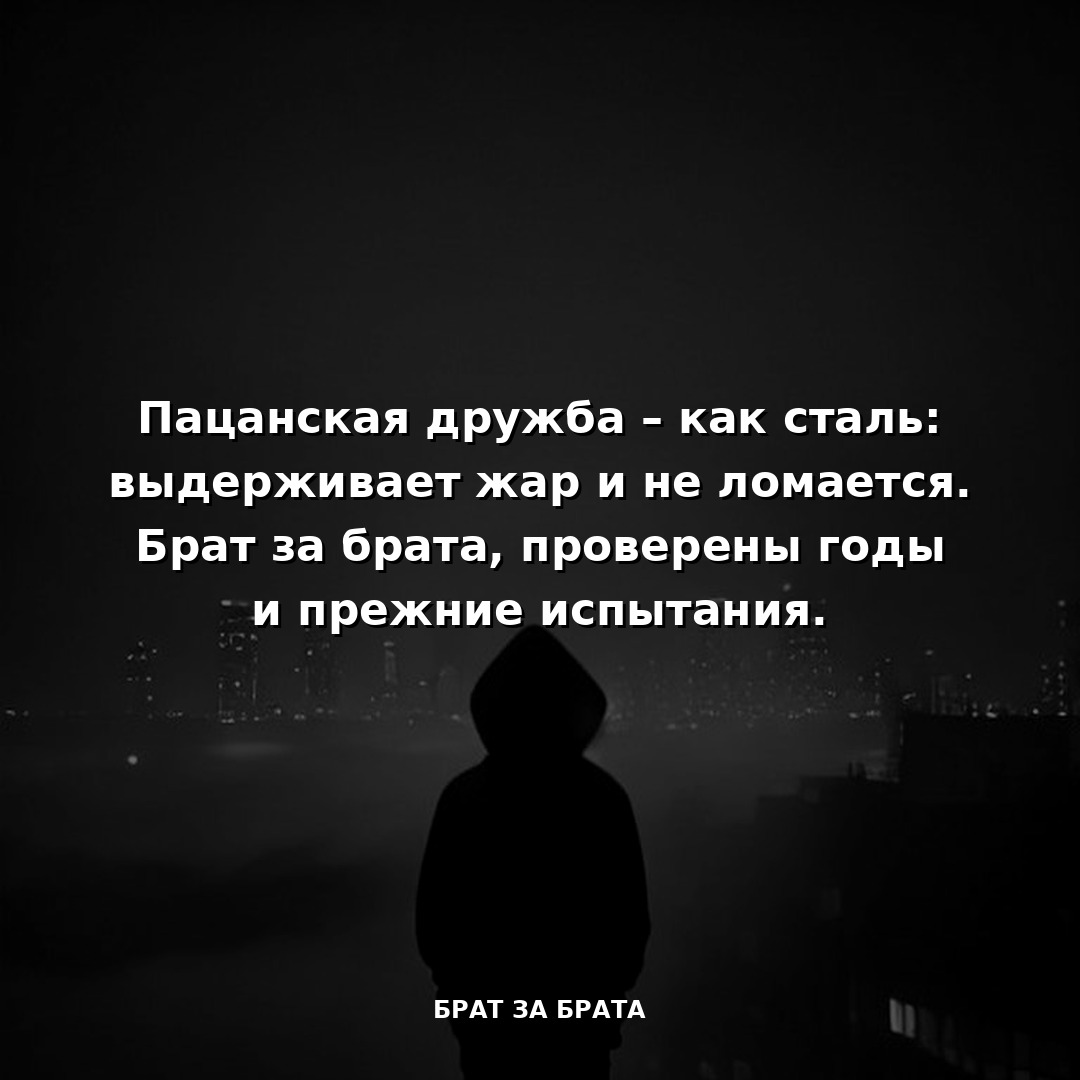 Пацанская дружба – как сталь:
выдерживает жар и не ломается.
Брат за брата, проверены годы
и прежние испытания.
БРАТ ЗА БРАТА